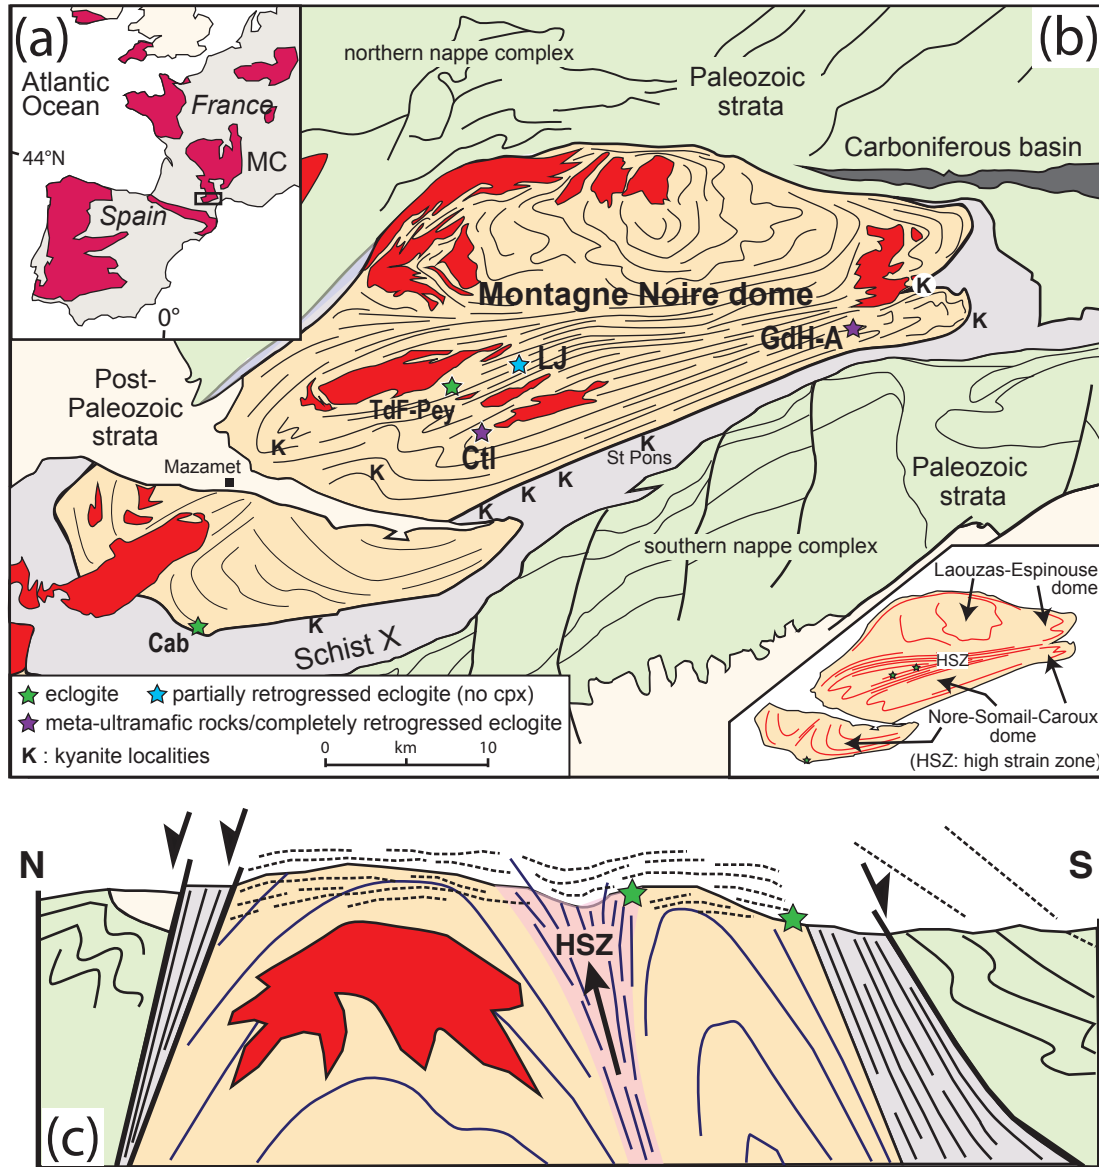 (a)
Atlantic
Ocean
France
44°N
MC
Spain
0°
(b)
northern nappe complex
Paleozoic
strata
Carboniferous basin
Montagne Noire dome
K
K
GdH-A
LJ
TdF-Pey
Ctl
Post-
Paleozoic
strata
Mazamet
K
K
K
St Pons
K
K
K
Paleozoic
strata
southern nappe complex
Cab
K
Schist X
Laouzas-Espinouse
dome
HSZ
Nore-Somail-Caroux
dome
(HSZ: high strain zone)
eclogite
partially retrogressed eclogite (no cpx)
meta-ultramafic rocks/completely retrogressed eclogite
K : kyanite localities
0 km 10
N
S
HSZ
(c)